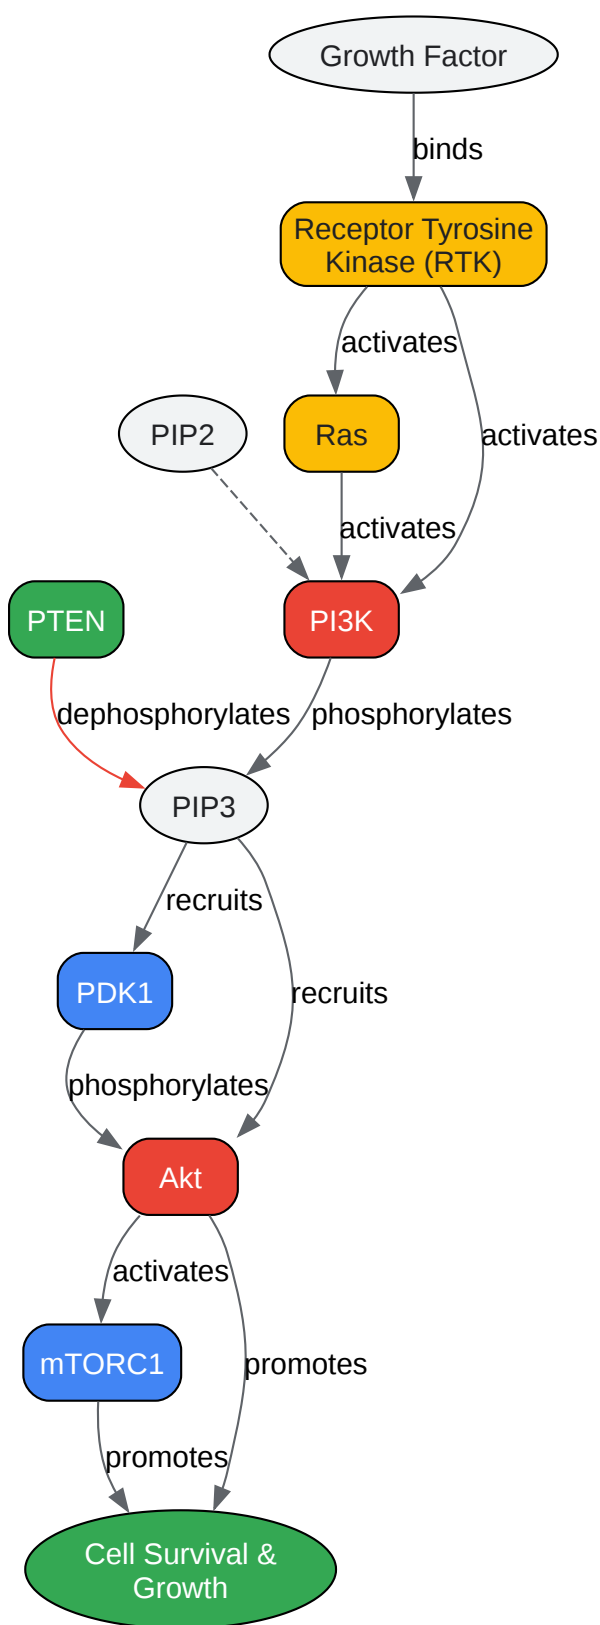 Growth Factor
binds
Receptor Tyrosine
Kinase (RTK)
activates
PIP2
Ras
activates
activates
PTEN
PI3K
dephosphorylates
phosphorylates
PIP3
recruits
PDK1
recruits
phosphorylates
Akt
activates
mTORC1
promotes
promotes
Cell Survival &
Growth